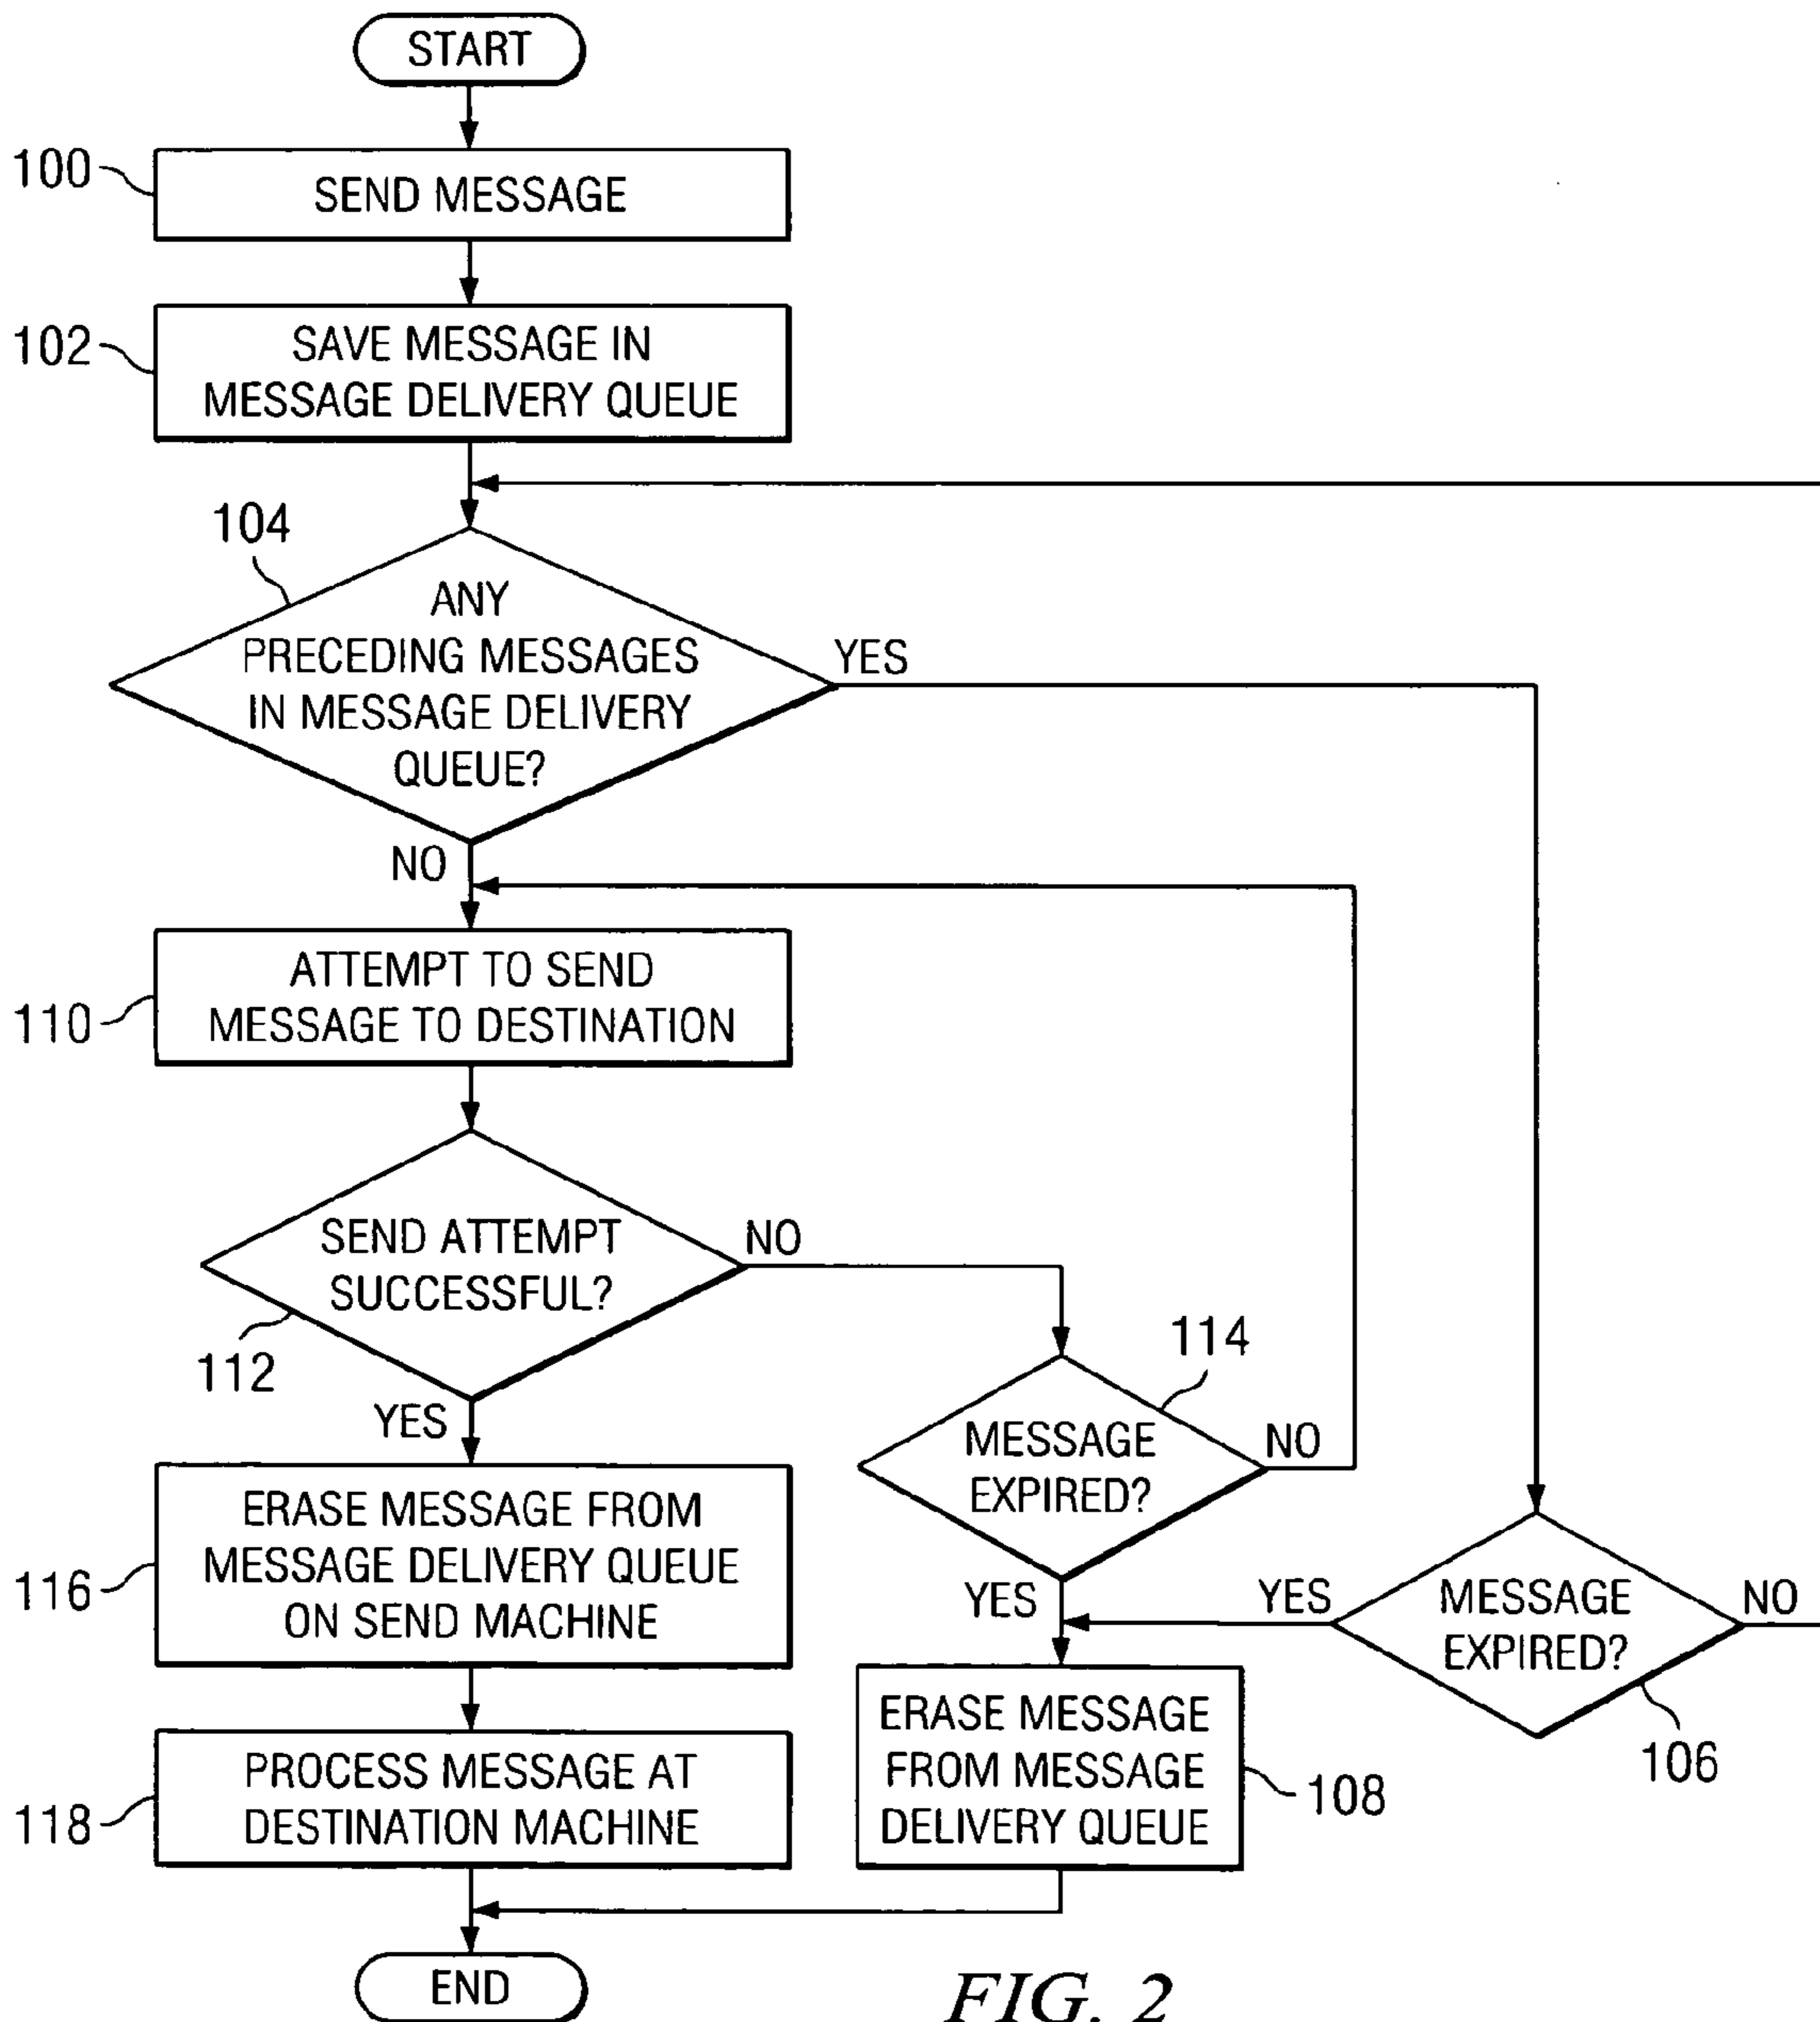 START
100
SEND MESSAGE
102
SAVE MESSAGE IN
MESSAGE DELIVERY QUEUE
104
ANY
PRECEDING MESSAGES
IN MESSAGE DELIVERY
QUEUE?
YES
NO
110
ATTEMPT TO SEND
MESSAGE TO DESTINATION
SEND ATTEMPT
SUCCESSFUL?
NO
112
YES
114
MESSAGE
EXPIRED?
NO
YES
116
ERASE MESSAGE FROM
MESSAGE DELIVERY QUEUE
ON SEND MACHINE
YES
MESSAGE
EXPIRED?
NO
106
118
PROCESS MESSAGE AT
DESTINATION MACHINE
ERASE MESSAGE
FROM MESSAGE
DELIVERY QUEUE
108
END
FIG. 2